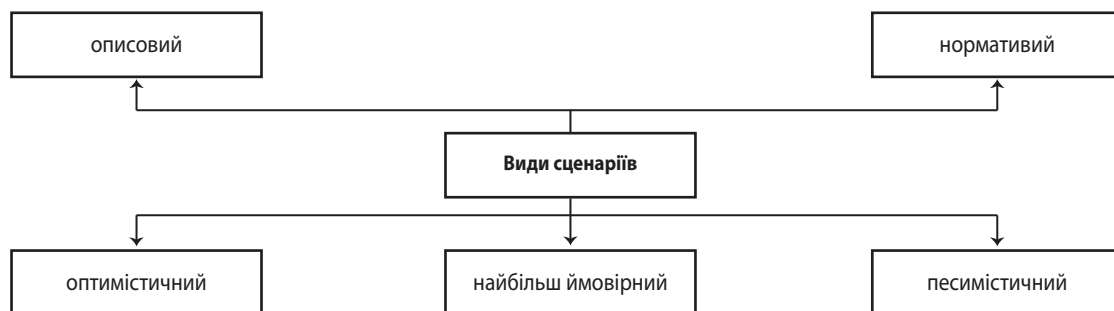 описовий
нормативий
Види сценаріїв
оптимістичний
найбільш ймовірний
песимістичний